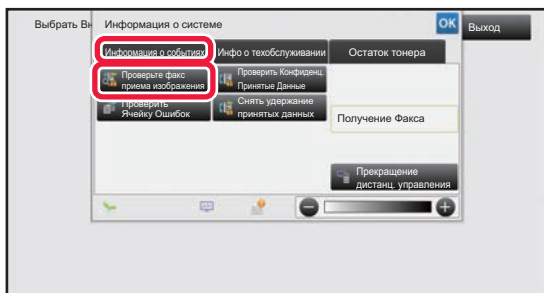 Выбрать
Информация о системе
OK
Выход
Информация о событиях
Инфо о техобслуживании
Остаток тонера
Проверьте факс
приема изображения
Проверить Конфиденц.
Принятые Данные
Проверить
Ячейку Ошибок
Снять удержание
принятых данных
Получение Факса
Прекращение
дистанц. управления